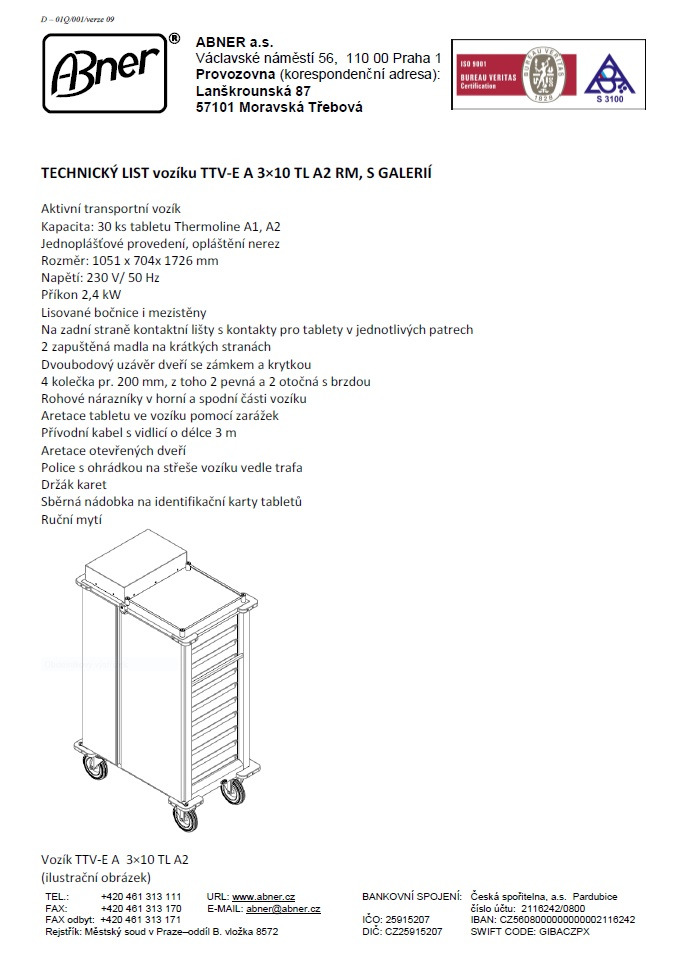 D – 01Q/001/verze 09
ABNER ®
ABNER a.s.
Václavské náměstí 56, 110 00 Praha 1
Provozovna (korespondenční adresa):
Lanškrounská 87
57101 Moravská Třebová
ISO 9001
BUREAU VERITAS
Certification
BUREAU VERITAS
1828
S 3100
TECHNICKÝ LIST vozíku TTV-E A 3×10 TL A2 RM, S GALERIÍ
Aktivní transportní vozík
Kapacita: 30 ks tabletu Thermoline A1, A2
Jednoplášťové provedení, opláštění nerez
Rozměr: 1051 x 704x 1726 mm
Napětí: 230 V/ 50 Hz
Příkon 2,4 kW
Lisované bočnice i mezistěny
Na zadní straně kontaktní lišty s kontakty pro tablety v jednotlivých patrech
2 zapuštěná madla na krátkých stranách
Dvoubodový uzávěr dveří se zámkem a krytkou
4 kolečka pr. 200 mm, z toho 2 pevná a 2 otočná s brzdou
Rohové nárazníky v horní a spodní části vozíku
Aretace tabletu ve vozíku pomocí zarážek
Přívodní kabel s vidlicí o délce 3 m
Aretace otevřených dveří
Police s ohrádkou na střeše vozíku vedle trafa
Držák karet
Sběrná nádobka na identifikační karty tabletů
Ruční mytí
Vozík TTV-E A 3×10 TL A2
(ilustrační obrázek)
TEL.: +420 461 313 111 URL: www.abner.cz BANKOVNÍ SPOJENÍ: Česká spořitelna, a.s. Pardubice
FAX: +420 461 313 170 E-MAIL: abner@abner.cz číslo účtu: 2116242/0800
FAX odbyt: +420 461 313 171 IČO: 25915207 IBAN: CZ5608000000000002116242
Rejstřík: Městský soud v Praze–oddíl B. vložka 8572 DIČ: CZ25915207 SWIFT CODE: GIBACZPX